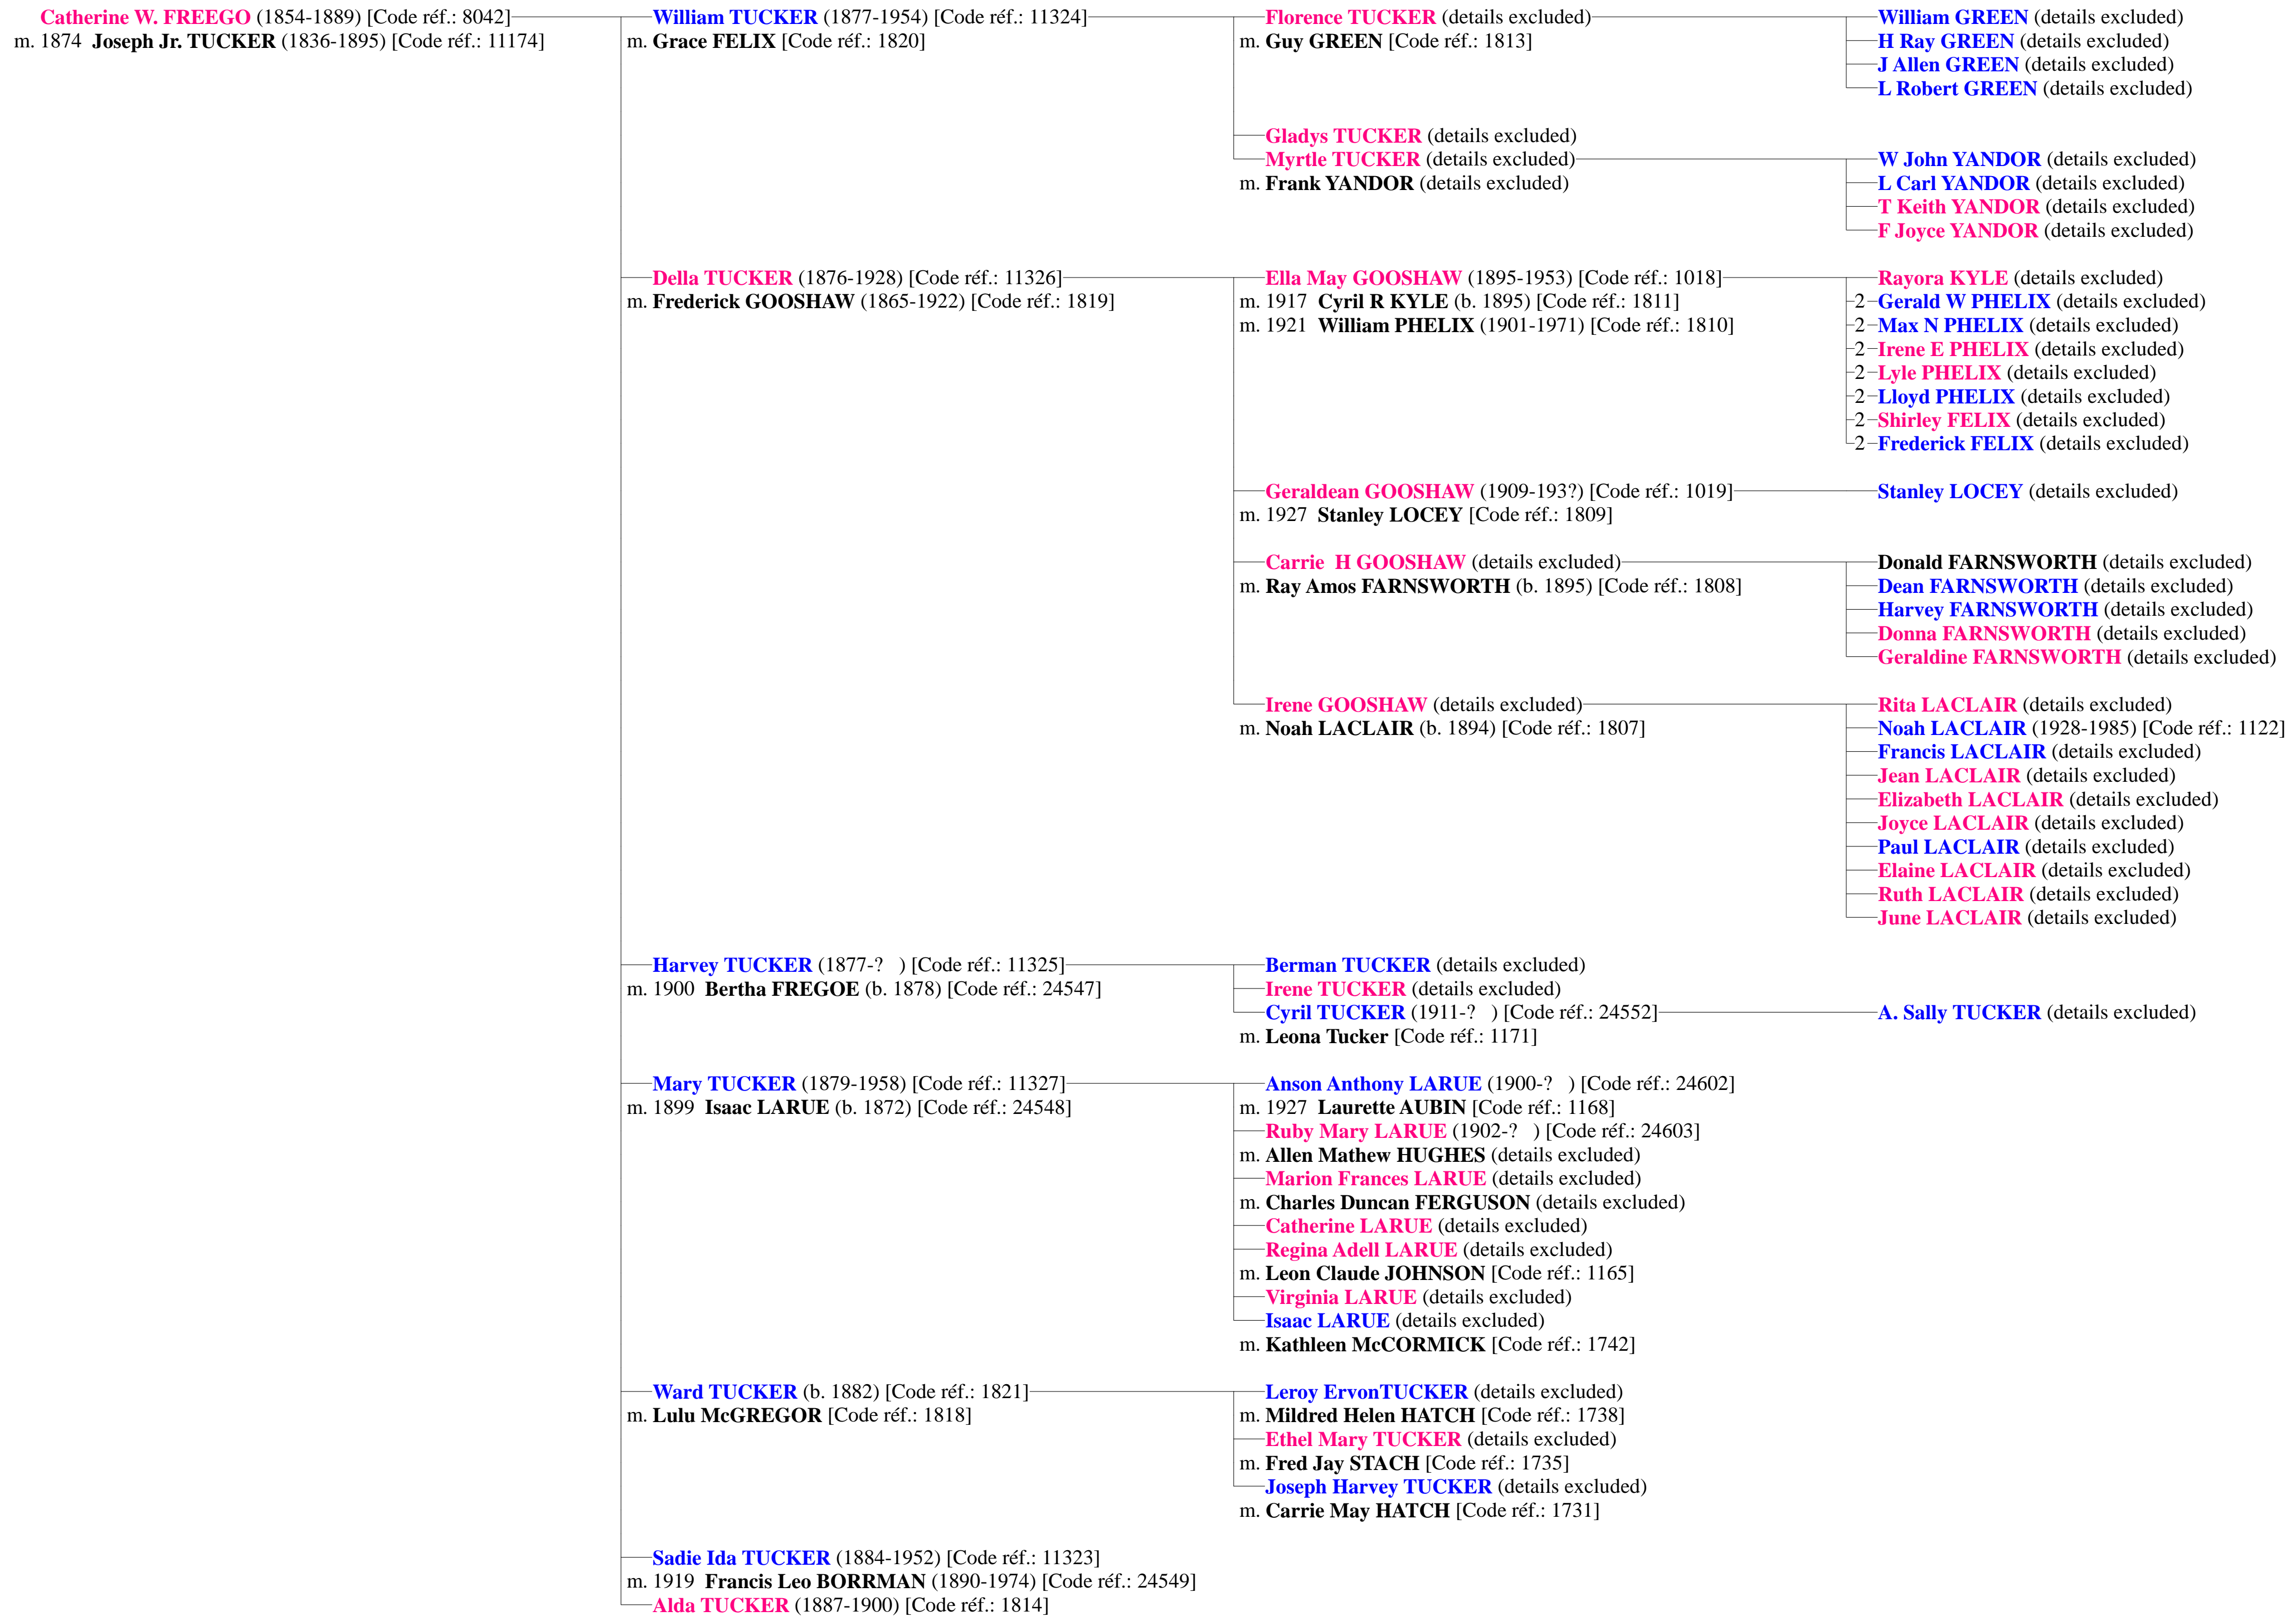 Catherine W. FREEGO (1854-1889) [Code réf.: 8042]
m. 1874 Joseph Jr. TUCKER (1836-1895) [Code réf.: 11174]
William TUCKER (1877-1954) [Code réf.: 11324]
m. Grace FELIX [Code réf.: 1820]
Florence TUCKER (details excluded)
m. Guy GREEN [Code réf.: 1813]
William GREEN (details excluded)
H Ray GREEN (details excluded)
J Allen GREEN (details excluded)
L Robert GREEN (details excluded)
Gladys TUCKER (details excluded)
Myrtle TUCKER (details excluded)
m. Frank YANDOR (details excluded)
W John YANDOR (details excluded)
L Carl YANDOR (details excluded)
T Keith YANDOR (details excluded)
F Joyce YANDOR (details excluded)
Della TUCKER (1876-1928) [Code réf.: 11326]
m. Frederick GOOSHAW (1865-1922) [Code réf.: 1819]
Ella May GOOSHAW (1895-1953) [Code réf.: 1018]
m. 1917 Cyril R KYLE (b. 1895) [Code réf.: 1811]
m. 1921 William PHELIX (1901-1971) [Code réf.: 1810]
Rayora KYLE (details excluded)
2 Gerald W PHELIX (details excluded)
2 Max N PHELIX (details excluded)
2 Irene E PHELIX (details excluded)
2 Lyle PHELIX (details excluded)
2 Lloyd PHELIX (details excluded)
2 Shirley FELIX (details excluded)
2 Frederick FELIX (details excluded)
Geraldean GOOSHAW (1909-193?) [Code réf.: 1019]
m. 1927 Stanley LOCEY [Code réf.: 1809]
Stanley LOCEY (details excluded)
Carrie H GOOSHAW (details excluded)
m. Ray Amos FARNSWORTH (b. 1895) [Code réf.: 1808]
Donald FARNSWORTH (details excluded)
Dean FARNSWORTH (details excluded)
Harvey FARNSWORTH (details excluded)
Donna FARNSWORTH (details excluded)
Geraldine FARNSWORTH (details excluded)
Irene GOOSHAW (details excluded)
m. Noah LACLAIR (b. 1894) [Code réf.: 1807]
Rita LACLAIR (details excluded)
Noah LACLAIR (1928-1985) [Code réf.: 1122]
Francis LACLAIR (details excluded)
Jean LACLAIR (details excluded)
Elizabeth LACLAIR (details excluded)
Joyce LACLAIR (details excluded)
Paul LACLAIR (details excluded)
Elaine LACLAIR (details excluded)
Ruth LACLAIR (details excluded)
June LACLAIR (details excluded)
Harvey TUCKER (1877-? ) [Code réf.: 11325]
m. 1900 Bertha FREGOE (b. 1878) [Code réf.: 24547]
Berman TUCKER (details excluded)
Irene TUCKER (details excluded)
Cyril TUCKER (1911-? ) [Code réf.: 24552]
m. Leona Tucker [Code réf.: 1171]
A. Sally TUCKER (details excluded)
Mary TUCKER (1879-1958) [Code réf.: 11327]
m. 1899 Isaac LARUE (b. 1872) [Code réf.: 24548]
Anson Anthony LARUE (1900-? ) [Code réf.: 24602]
m. 1927 Laurette AUBIN [Code réf.: 1168]
Ruby Mary LARUE (1902-? ) [Code réf.: 24603]
m. Allen Mathew HUGHES (details excluded)
Marion Frances LARUE (details excluded)
m. Charles Duncan FERGUSON (details excluded)
Catherine LARUE (details excluded)
Regina Adell LARUE (details excluded)
m. Leon Claude JOHNSON [Code réf.: 1165]
Virginia LARUE (details excluded)
Isaac LARUE (details excluded)
m. Kathleen McCORMICK [Code réf.: 1742]
Ward TUCKER (b. 1882) [Code réf.: 1821]
m. Lulu McGREGOR [Code réf.: 1818]
Leroy ErvonTUCKER (details excluded)
m. Mildred Helen HATCH [Code réf.: 1738]
Ethel Mary TUCKER (details excluded)
m. Fred Jay STACH [Code réf.: 1735]
Joseph Harvey TUCKER (details excluded)
m. Carrie May HATCH [Code réf.: 1731]
Sadie Ida TUCKER (1884-1952) [Code réf.: 11323]
m. 1919 Francis Leo BORRMAN (1890-1974) [Code réf.: 24549]
Alda TUCKER (1887-1900) [Code réf.: 1814]